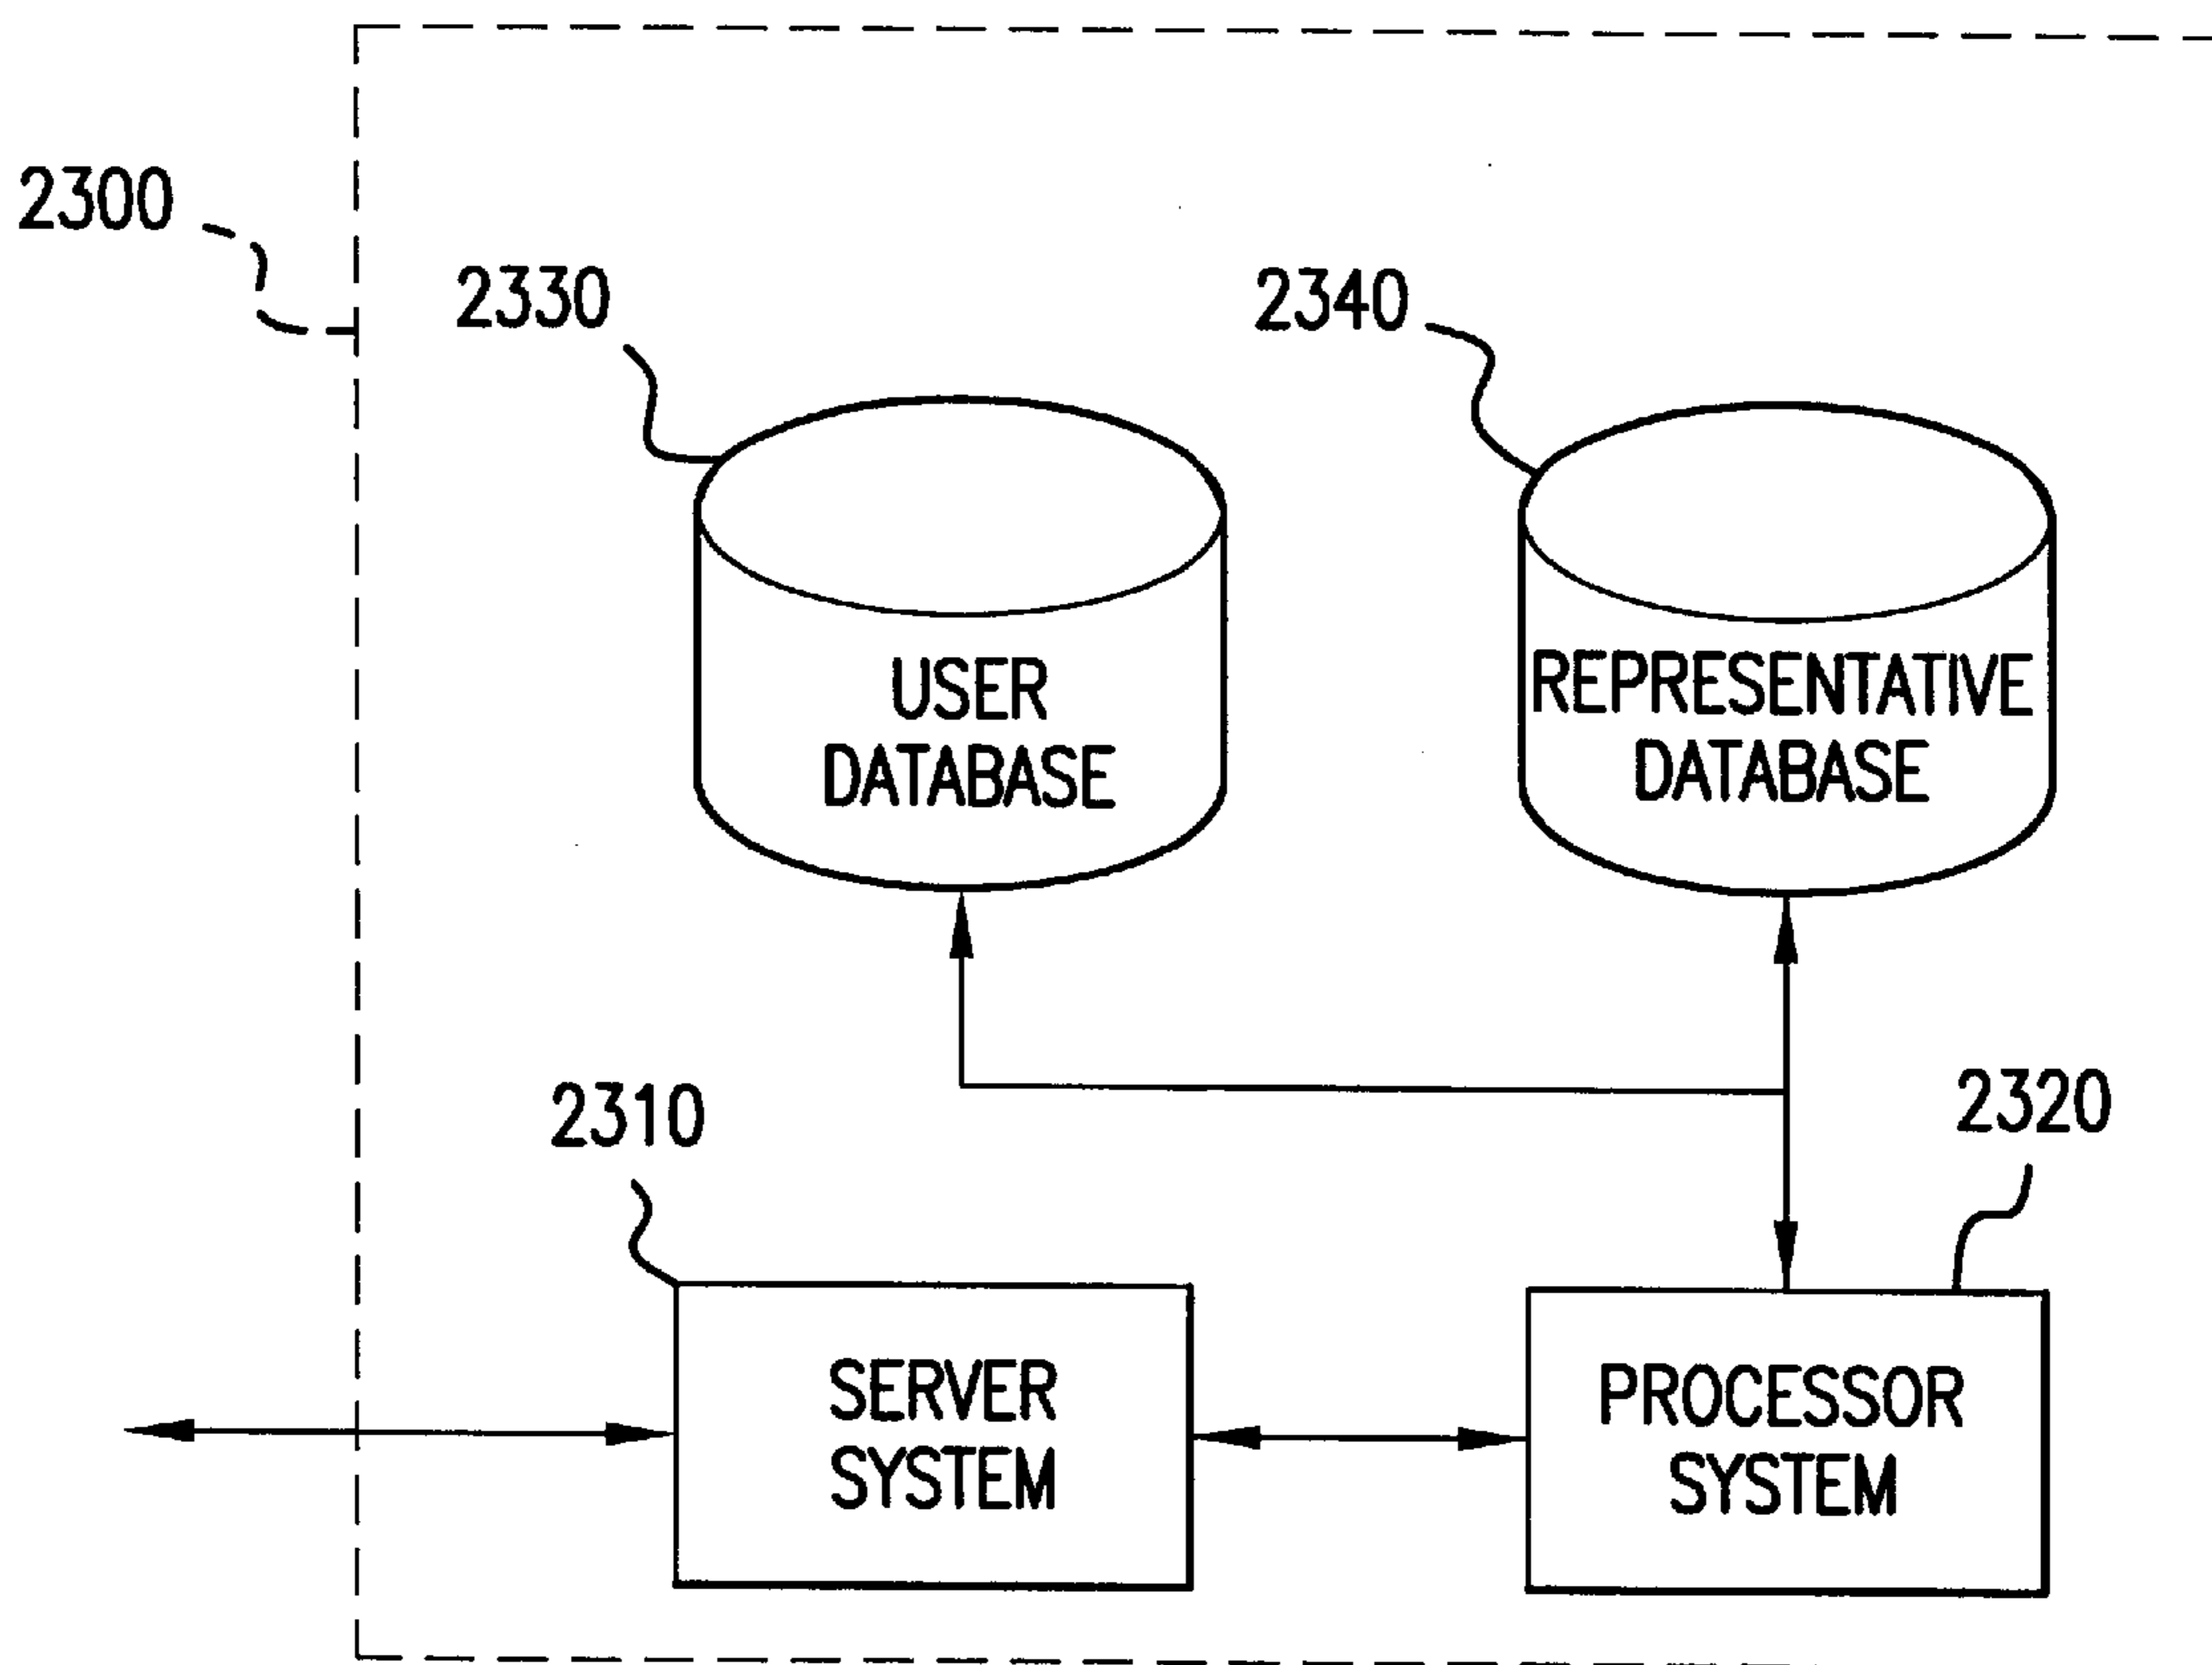 2300
2330
2340
USER
DATABASE
REPRESENTATIVE
DATABASE
2310
2320
SERVER
SYSTEM
PROCESSOR
SYSTEM